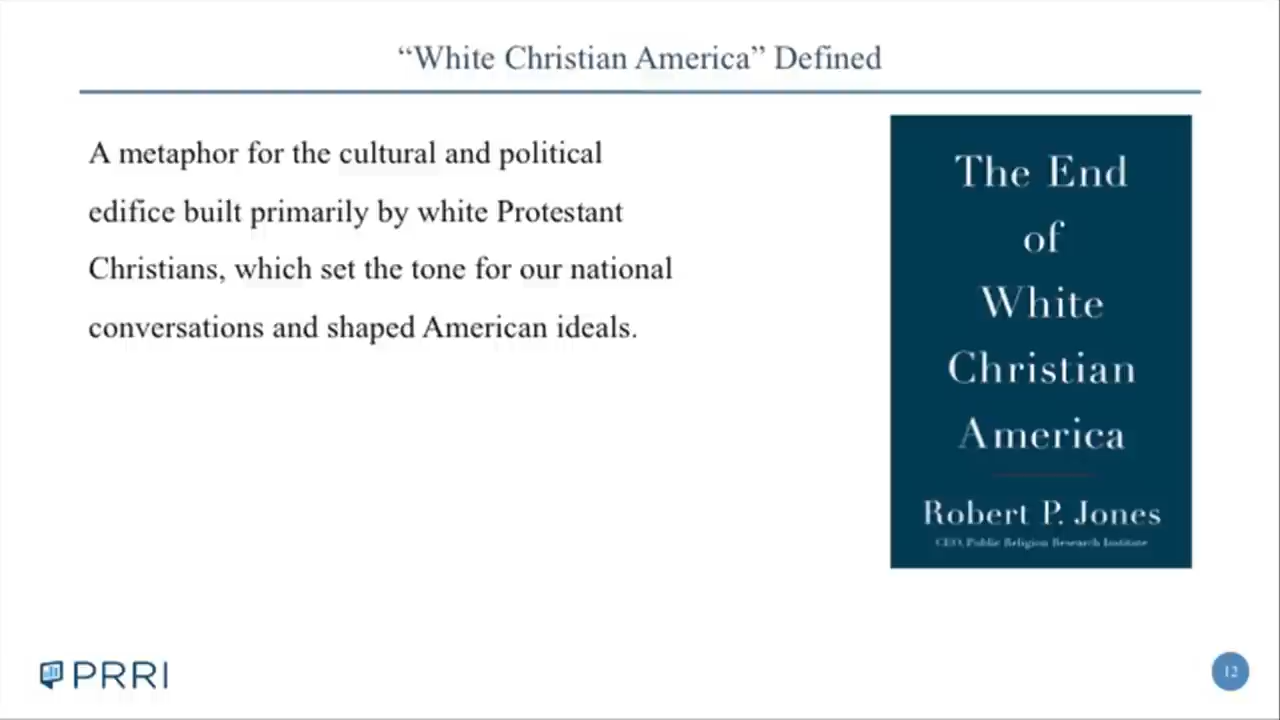 “White Christian America” Defined
A metaphor for the cultural and political
edifice built primarily by white Protestant
Christians, which set the tone for our national
conversations and shaped American ideals.
The End
of
White
Christian
America
Robert P. Jones
CEO, Public Religion Research Institute
PRRI
12